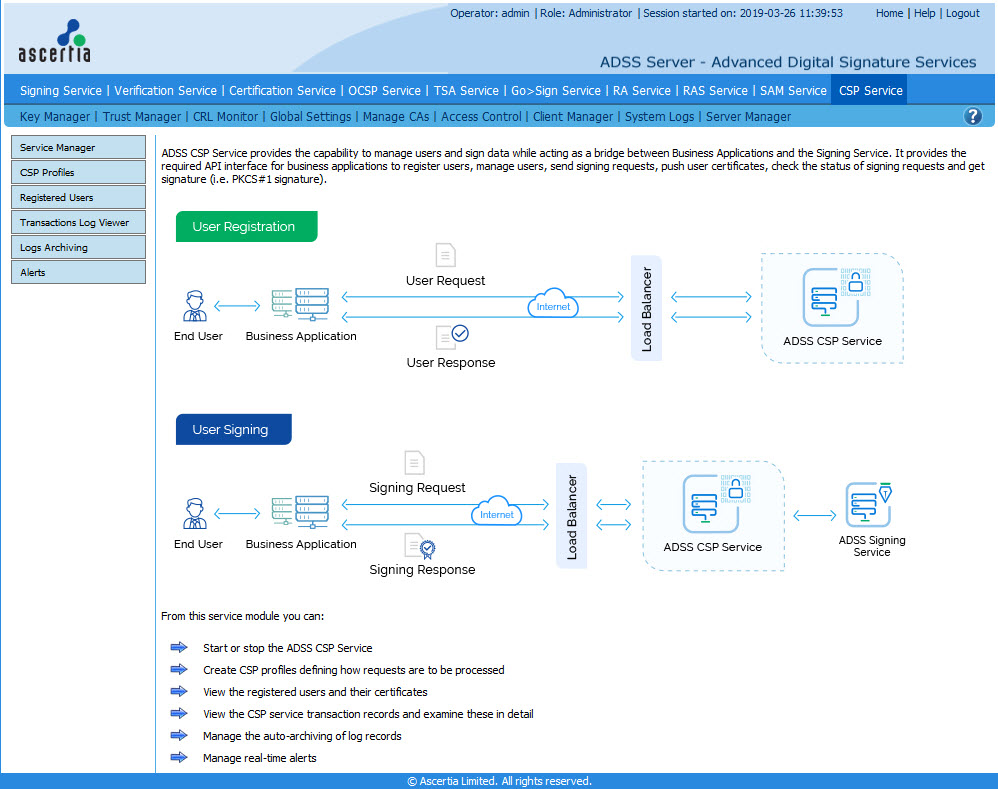 Operator: admin | Role: Administrator | Session started on: 2019-03-26 11:39:53 Home | Help | Logout
ascertia
ADSS Server - Advanced Digital Signature Services
Signing Service | Verification Service | Certification Service | OCSP Service | TSA Service | Go>Sign Service | RA Service | RAS Service | SAM Service CSP Service
Key Manager | Trust Manager | CRL Monitor | Global Settings | Manage CAs | Access Control | Client Manager | System Logs | Server Manager ?
Service Manager
CSP Profiles
Registered Users
Transactions Log Viewer
Logs Archiving
Alerts
ADSS CSP Service provides the capability to manage users and sign data while acting as a bridge between Business Applications and the Signing Service. It provides the
required API interface for business applications to register users, manage users, send signing requests, push user certificates, check the status of signing requests and get
signature (i.e. PKCS#1 signature).
User Registration
User Request
Internet
Load Balancer
End User
Business Application
ADSS CSP Service
User Response
User Signing
Signing Request
Internet
Load Balancer
End User
Business Application
ADSS CSP Service
ADSS Signing
Service
Signing Response
From this service module you can:
Start or stop the ADSS CSP Service
Create CSP profiles defining how requests are to be processed
View the registered users and their certificates
View the CSP service transaction records and examine these in detail
Manage the auto-archiving of log records
Manage real-time alerts
© Ascertia Limited. All rights reserved.